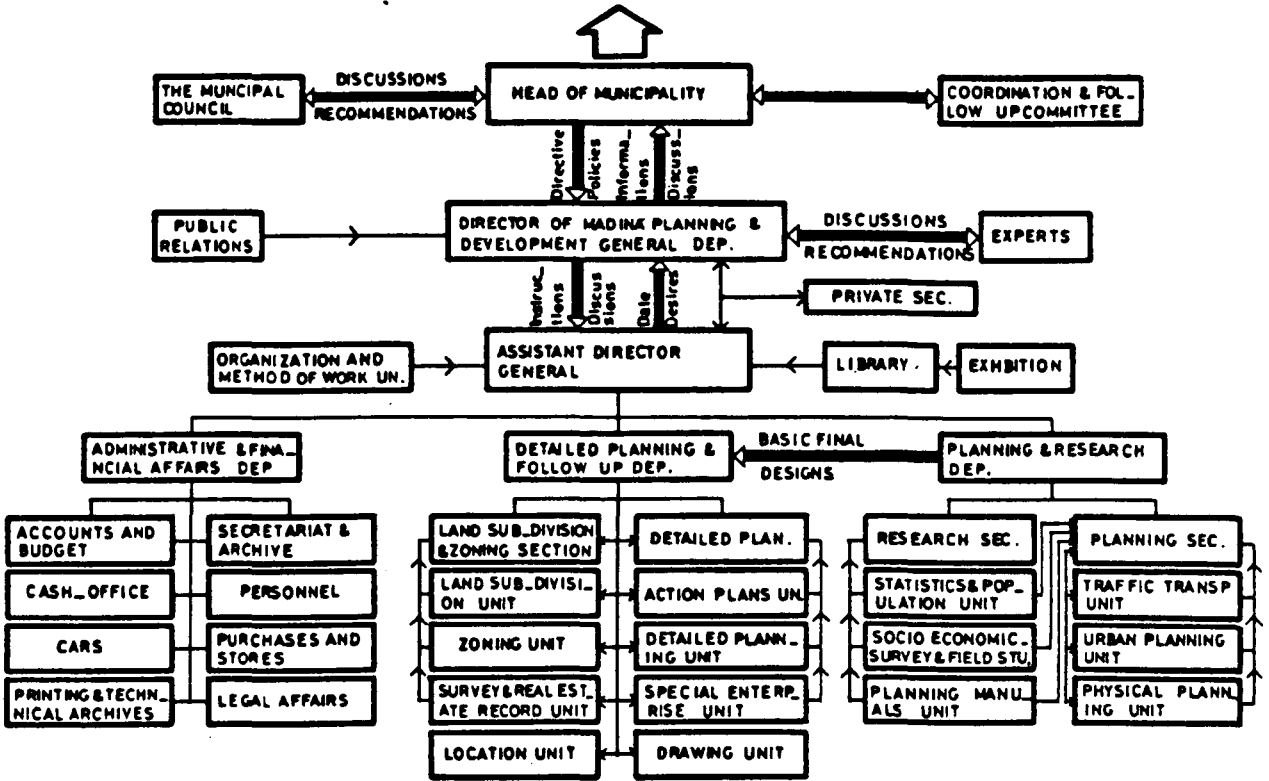 DISCUSSIONS
THE MUNCIPAL
COUNCIL
RECOMMENDATIONS
HEAD OF MUNICIPALITY
COORDINATION & FOL_
LOW UPCOMMITTEE
Directive
Policies
Informa_
tions
Discuss_
ions
PUBLIC
RELATIONS
DIRECTOR OF MADINA PLANNING &
DEVELOPMENT GENERAL DEP.
DISCUSSIONS
RECOMMENDATIONS
EXPERTS
Instruc_
tions
Discus
sions
Date
Desires
PRIVATE SEC.
ORGANIZATION AND
METHOD OF WORK UN.
ASSISTANT DIRECTOR
GENERAL
LIBRARY.
EXHBITION
ADMINISTRATIVE & FINA_
NCIAL AFFAIRS DEP
DETAILED PLANNING &
FOLLOW UP DEP.
BASIC FINAL
DESIGNS
PLANNING & RESEARCH
DEP.
ACCOUNTS AND
BUDGET
SECRETARIAT &
ARCHIVE
CASH_OFFICE
PERSONNEL
CARS
PURCHASES AND
STORES
PRINTING & TECHN_
NICAL ARCHIVES
LEGAL AFFAIRS
LAND SUB_DIVISION
& ZONING SECTION
DETAILED PLAN.
LAND SUB_DIVISI_
ON UNIT
ACTION PLANS UN.
ZONING UNIT
DETAILED PLANN_
ING UNIT
SURVEY & REAL EST_
ATE RECORD UNIT
SPECIAL ENTERP_
RISE UNIT
LOCATION UNIT
DRAWING UNIT
RESEARCH SEC.
PLANNING SEC.
STATISTICS & POP_
ULATION UNIT
TRAFFIC TRANSP
UNIT
SOCIO ECONOMIC_
SURVEY & FIELD STU.
URBAN PLANNING
UNIT
PLANNING MANU_
ALS UNIT
PHYSICAL PLANN_
ING UNIT